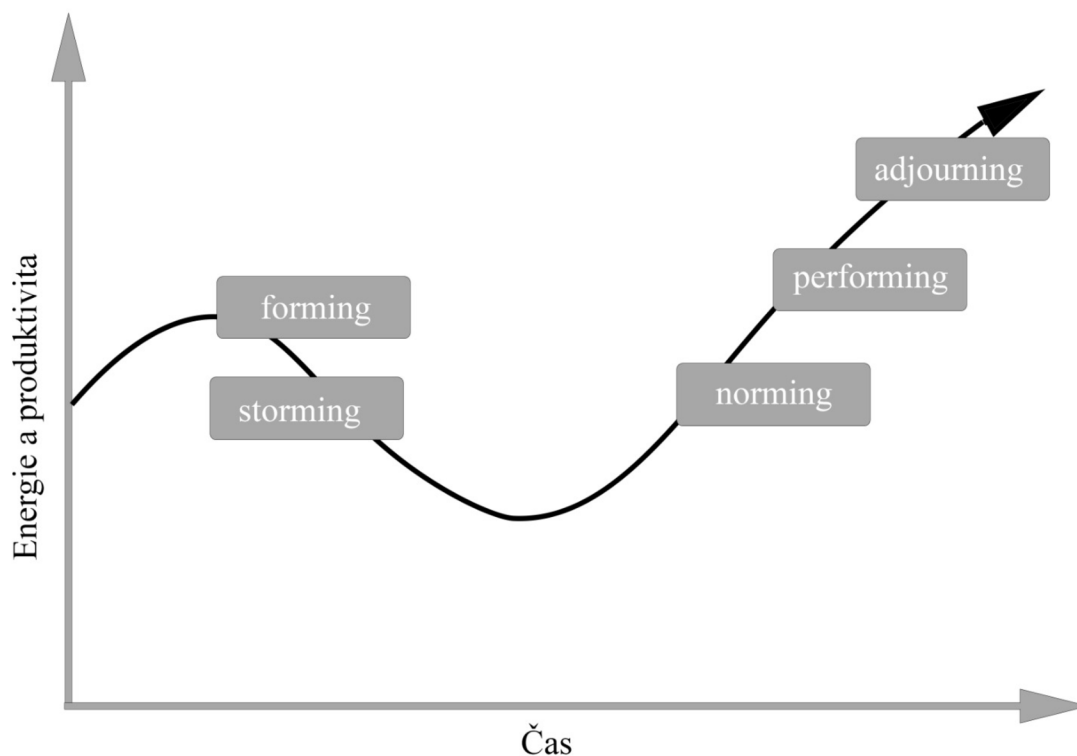 adjourning
performing
forming
norming
storming
Energie a produktivita
Čas